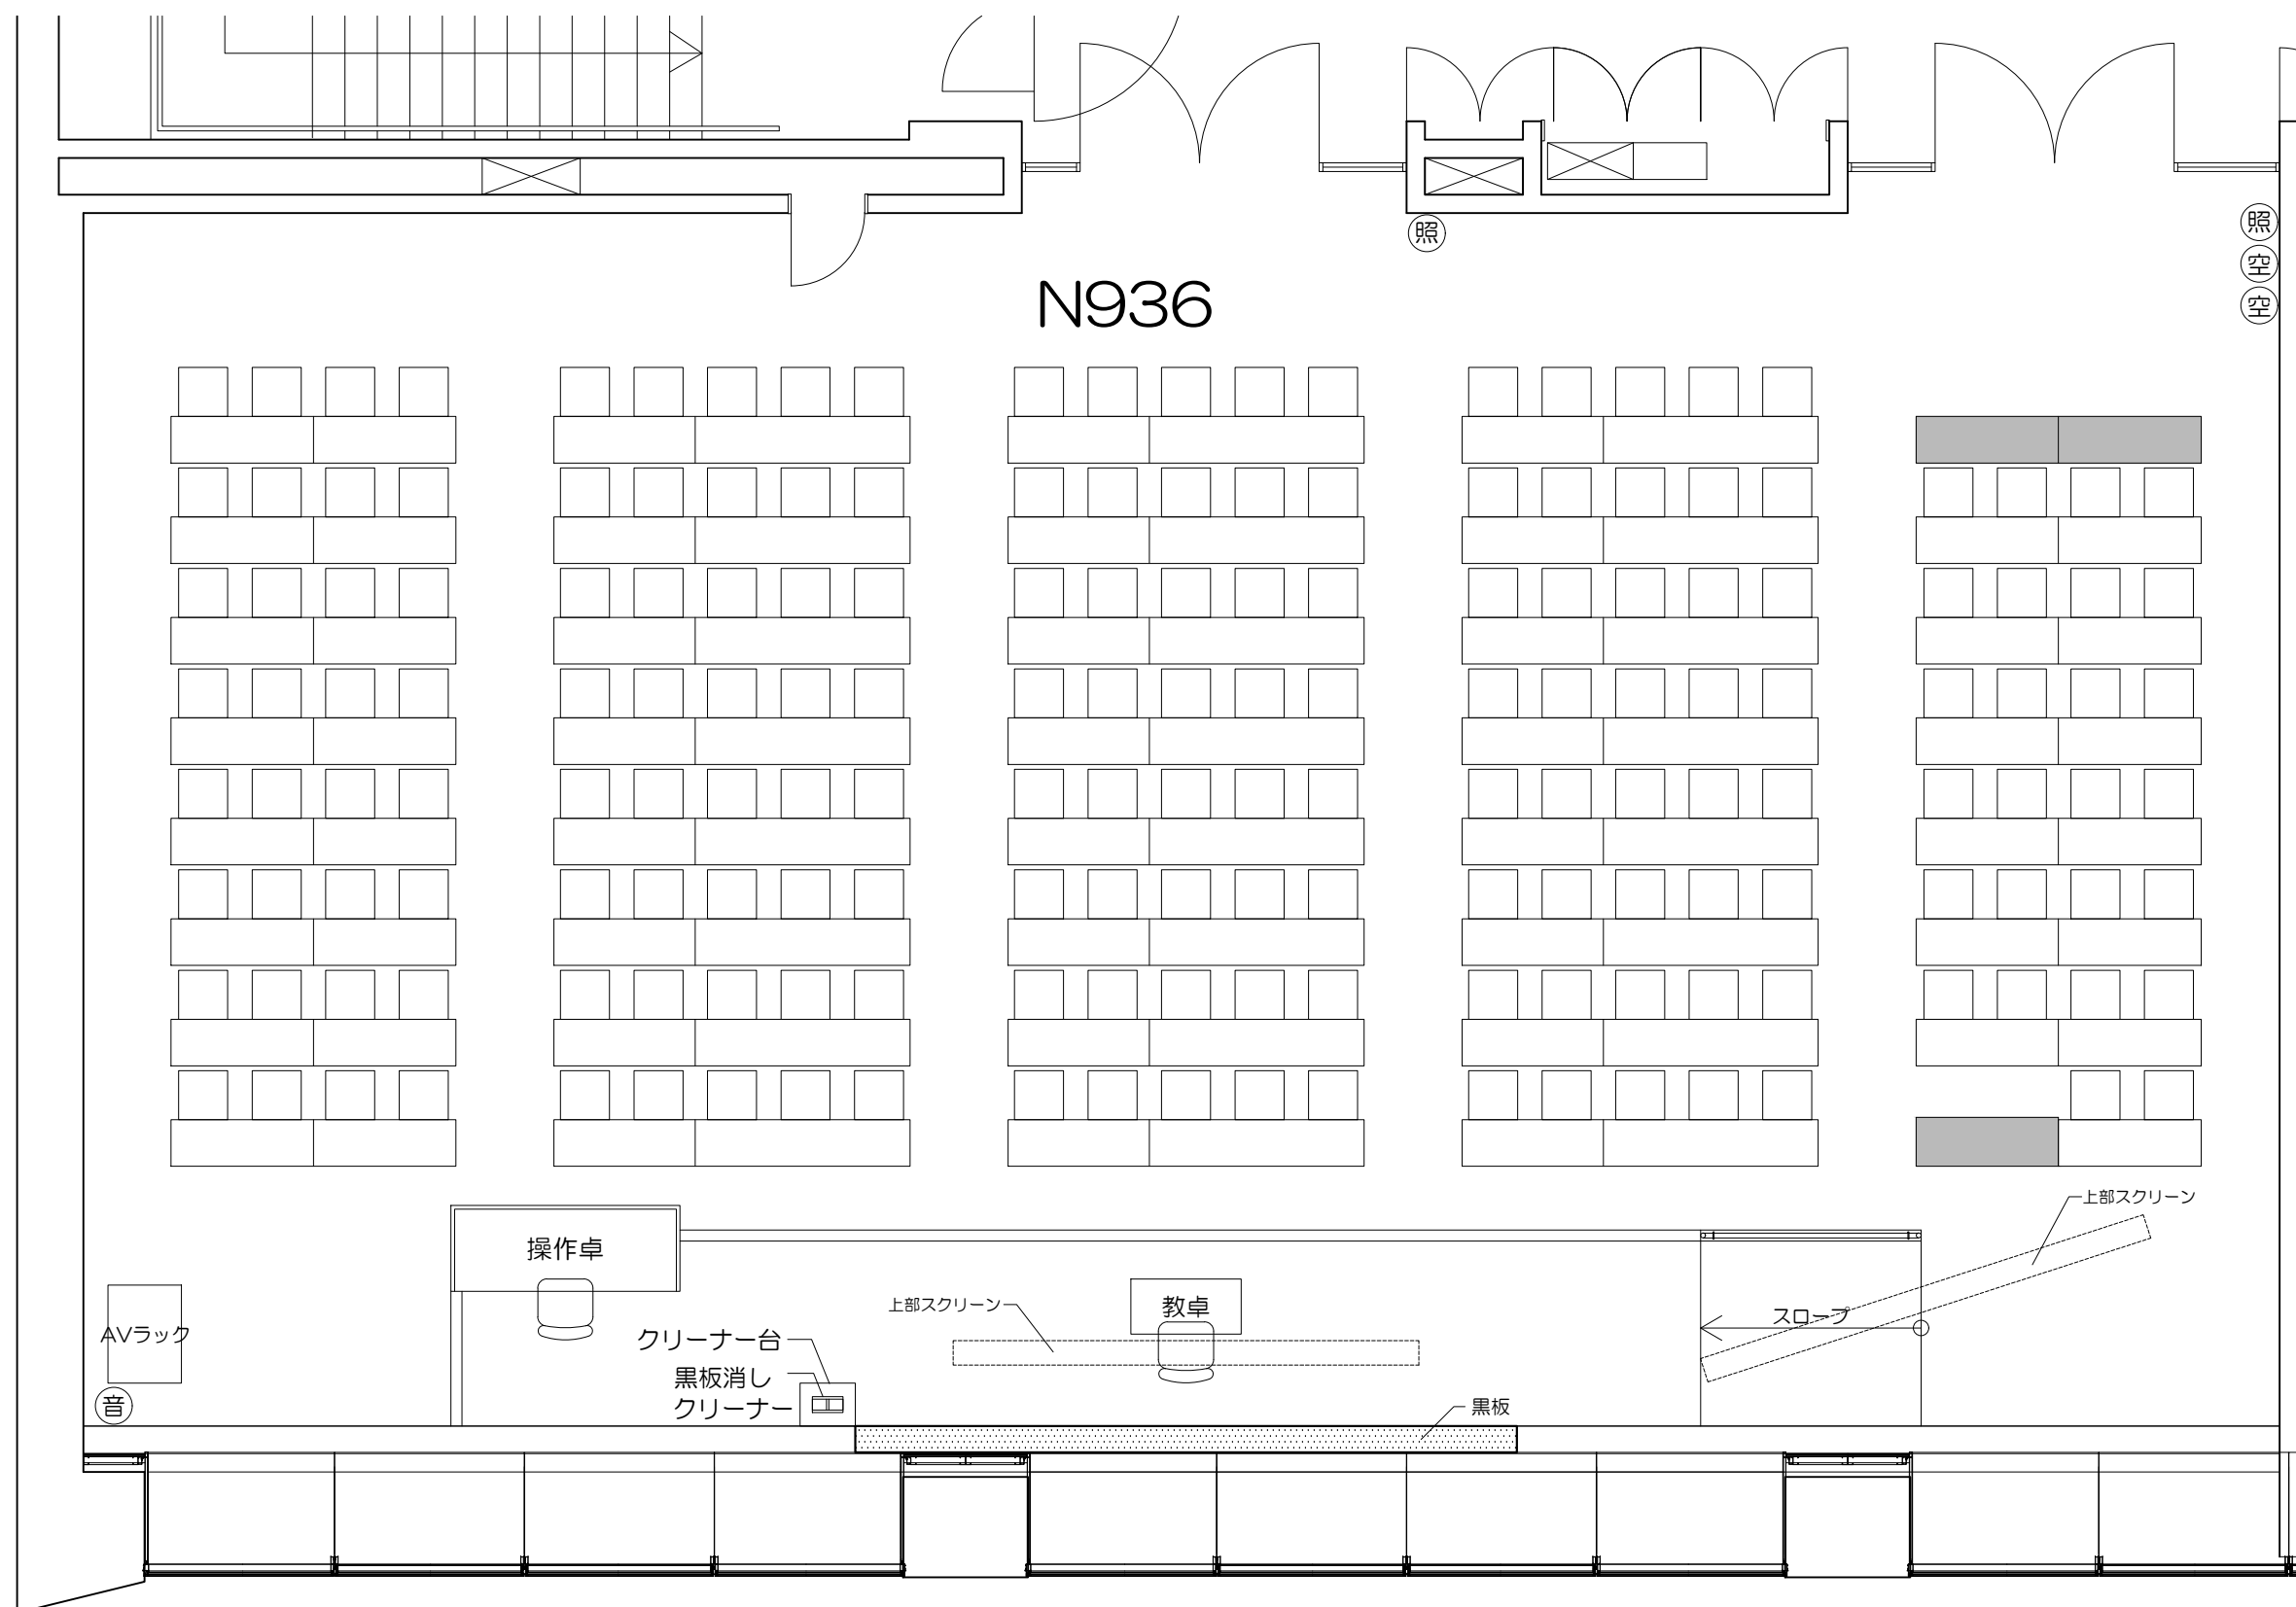 照
照
空
空
N936
上部スクリーン
操作卓
上部スクリーン
教卓
スロープ
AVラック
クリーナー台
黒板消し
クリーナー
音
黒板